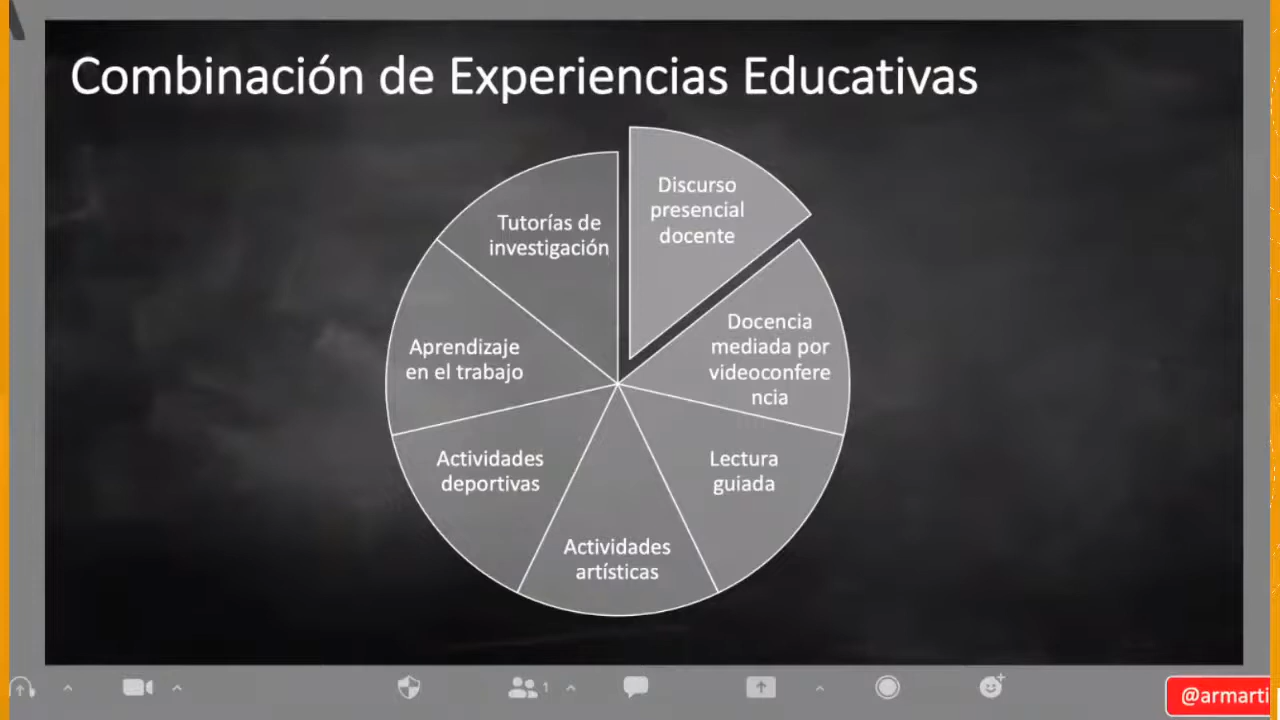 Combinación de Experiencias Educativas
Discurso
presencial
docente
Tutorías de
investigación
Docencia
mediada por
videoconfere
ncia
Aprendizaje
en el trabajo
Lectura
guiada
Actividades
deportivas
Actividades
artísticas
1
@armarti